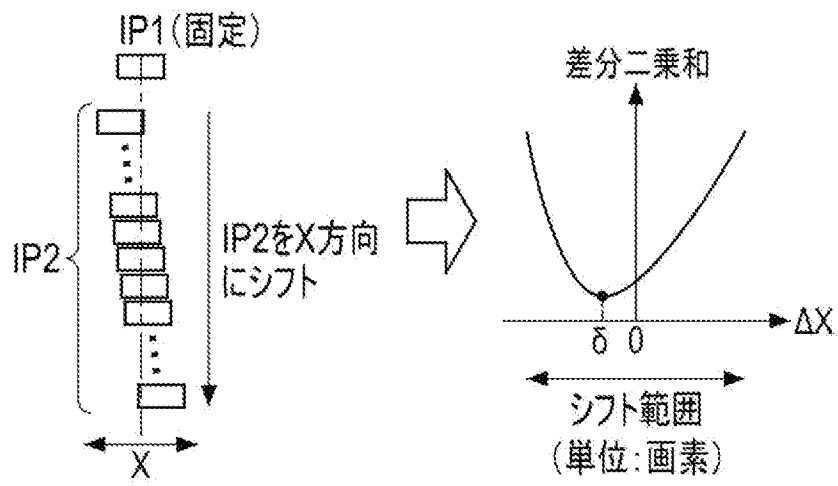 IP1(固定)
IP2
IP2をX方向
にシフト
X
差分二乗和
ΔX
δ 0
シフト範囲
(単位:画素)